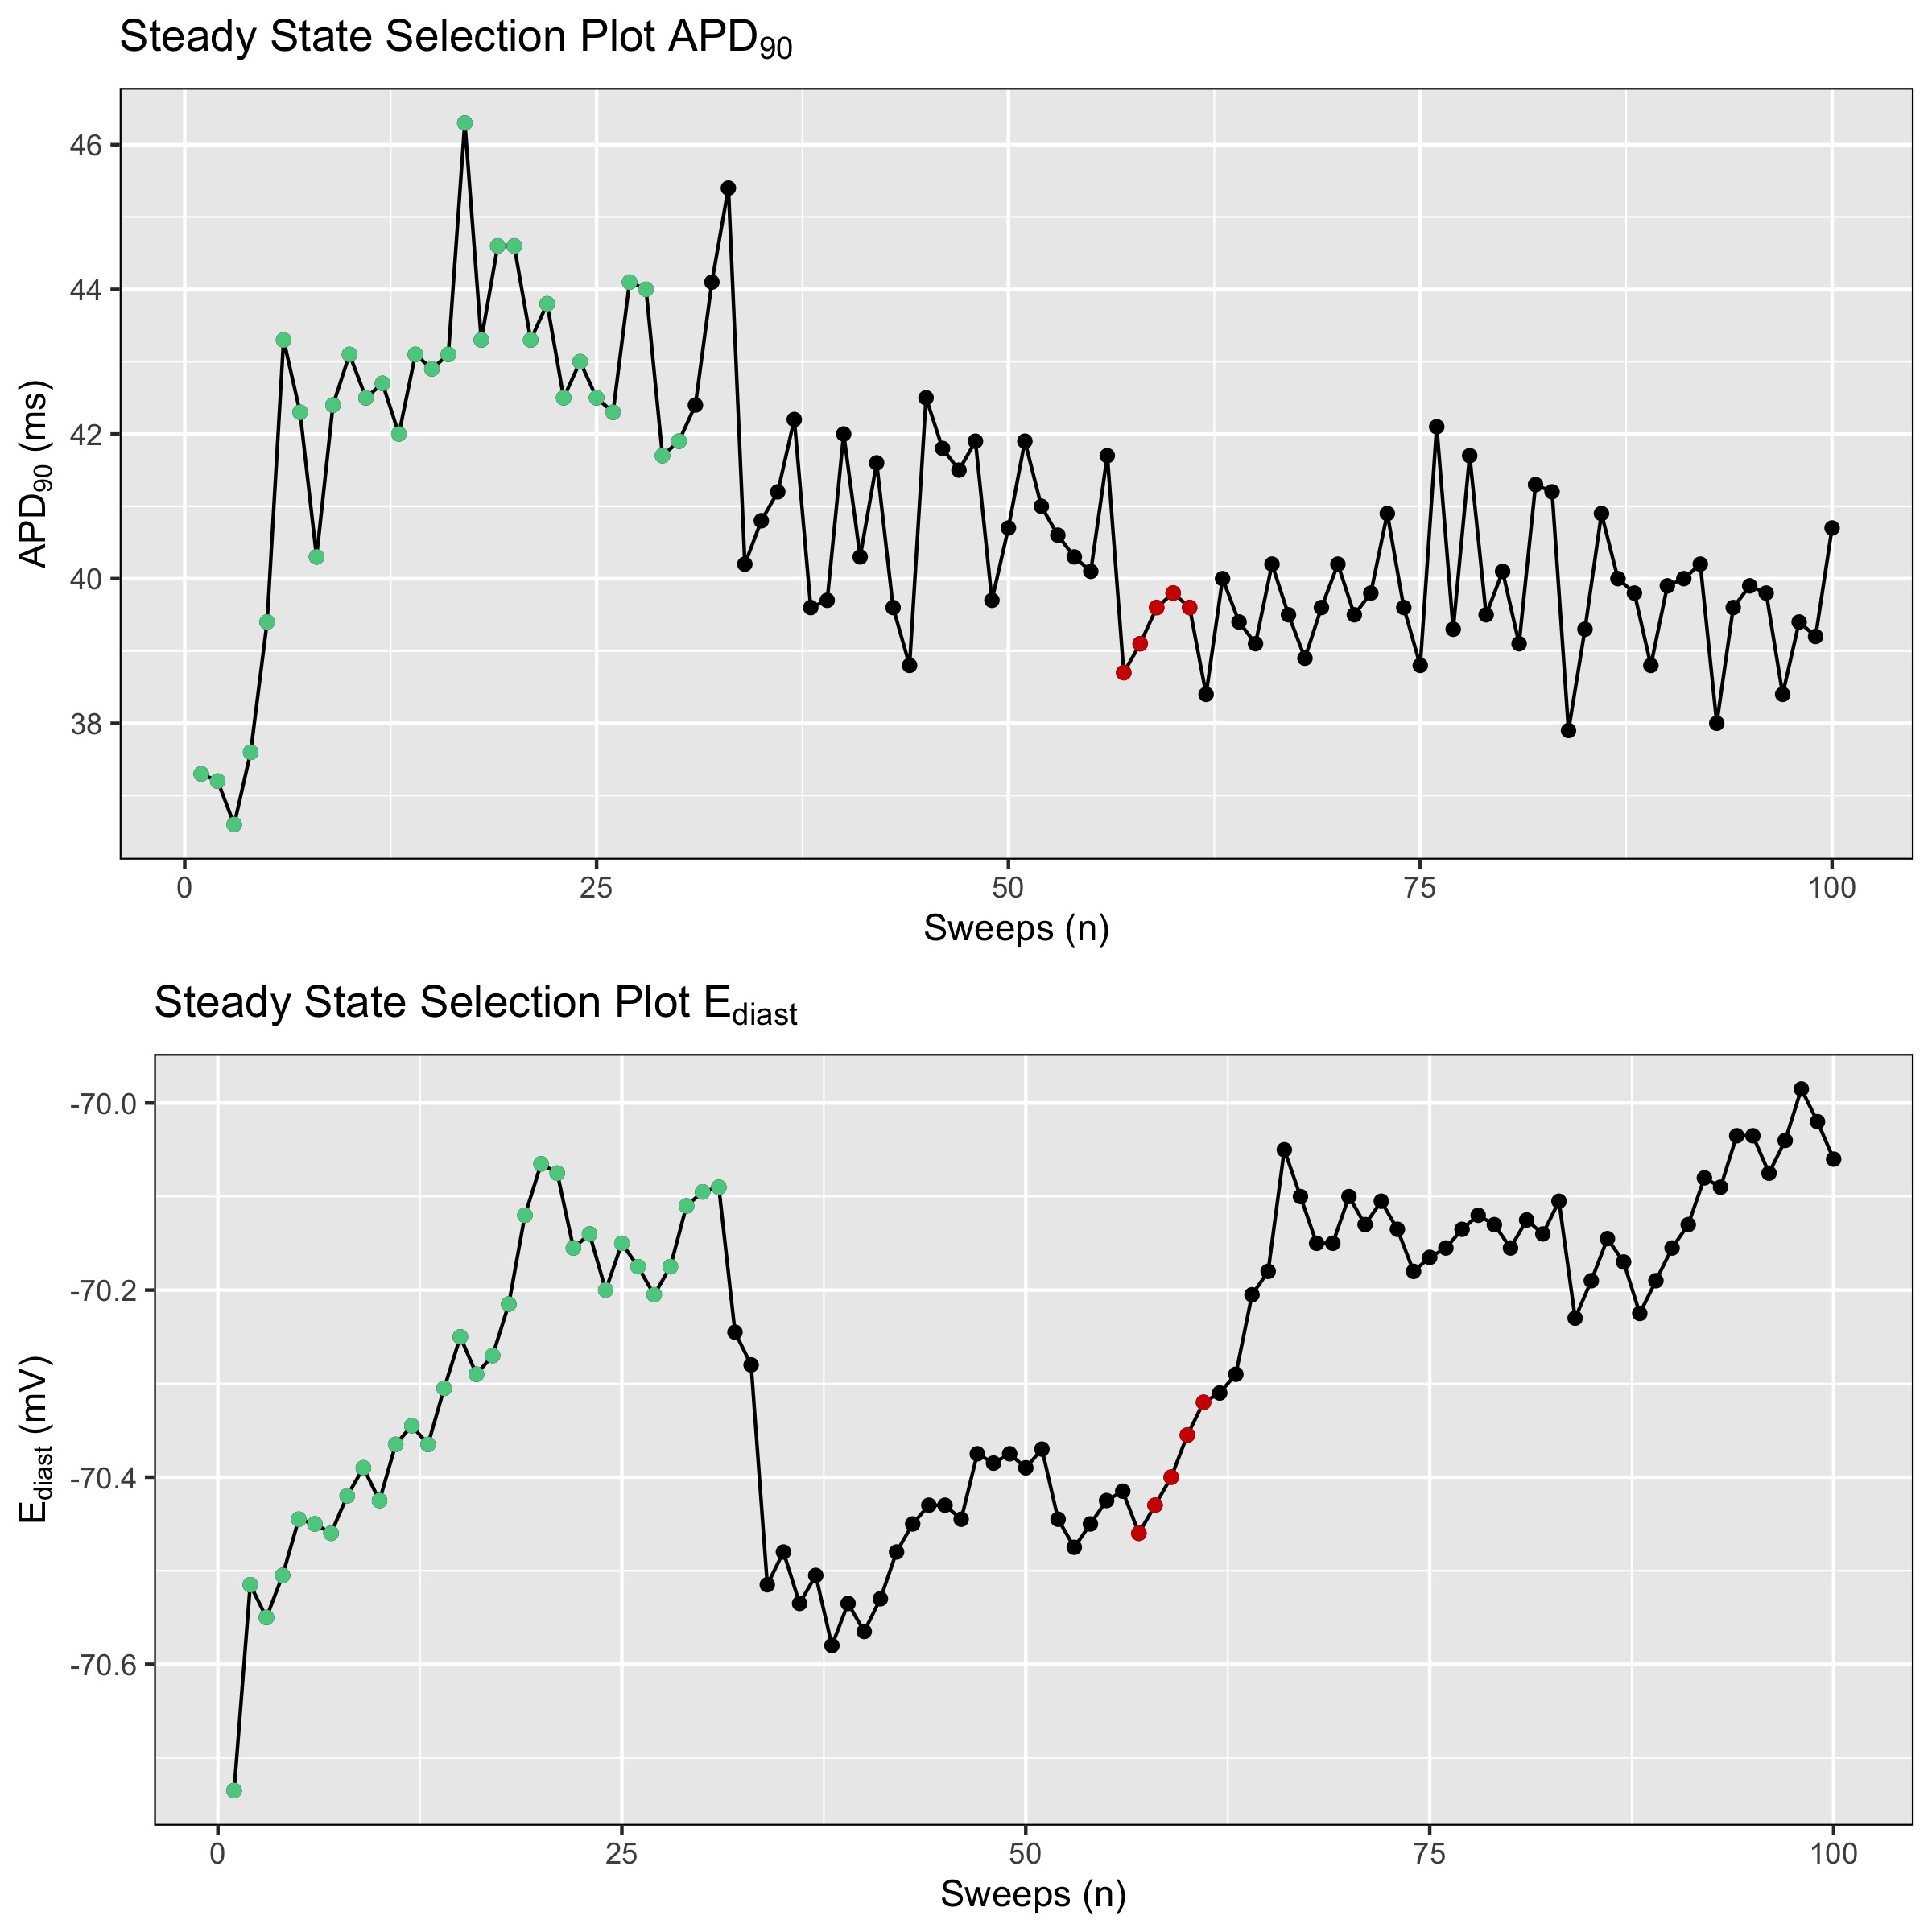 Steady State Selection Plot APD90
APD90 (ms)
46
44
42
40
38
0 25 50 75 100
Sweeps (n)
Steady State Selection Plot Ediast
Ediast (mV)
-70.0
-70.2
-70.4
-70.6
0 25 50 75 100
Sweeps (n)